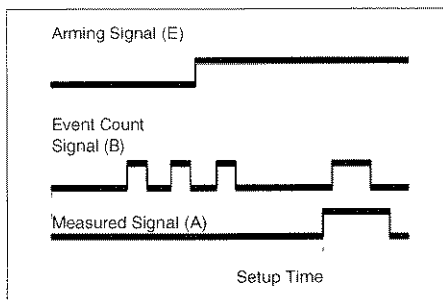 Arming Signal (E)
Event Count
Signal (B)
Measured Signal (A)
Setup Time